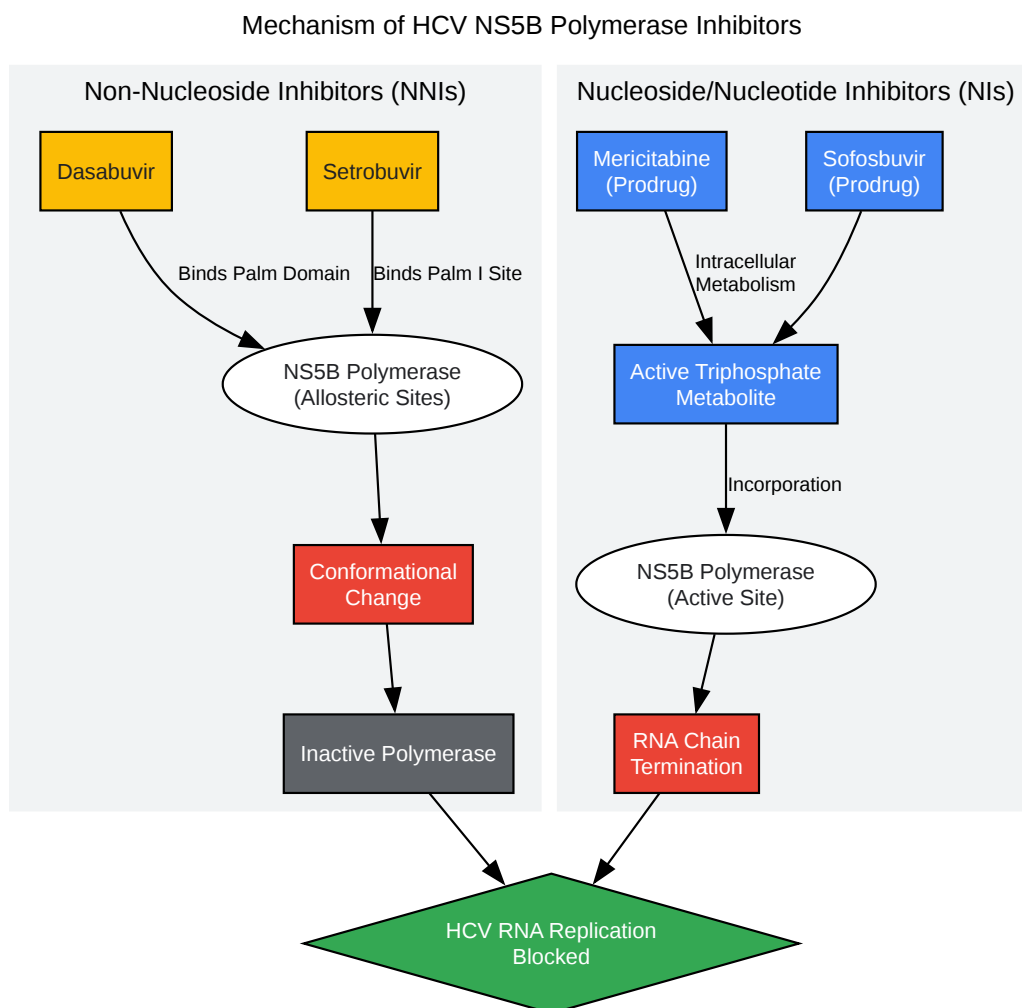 Mechanism of HCV NS5B Polymerase Inhibitors
Non-Nucleoside Inhibitors (NNIs)
Dasabuvir
Setrobuvir
Binds Palm Domain
Binds Palm I Site
NS5B Polymerase
(Allosteric Sites)
Conformational
Change
Inactive Polymerase
Nucleoside/Nucleotide Inhibitors (NIs)
Mericitabine
(Prodrug)
Sofosbuvir
(Prodrug)
Intracellular
Metabolism
Active Triphosphate
Metabolite
Incorporation
NS5B Polymerase
(Active Site)
RNA Chain
Termination
HCV RNA Replication
Blocked